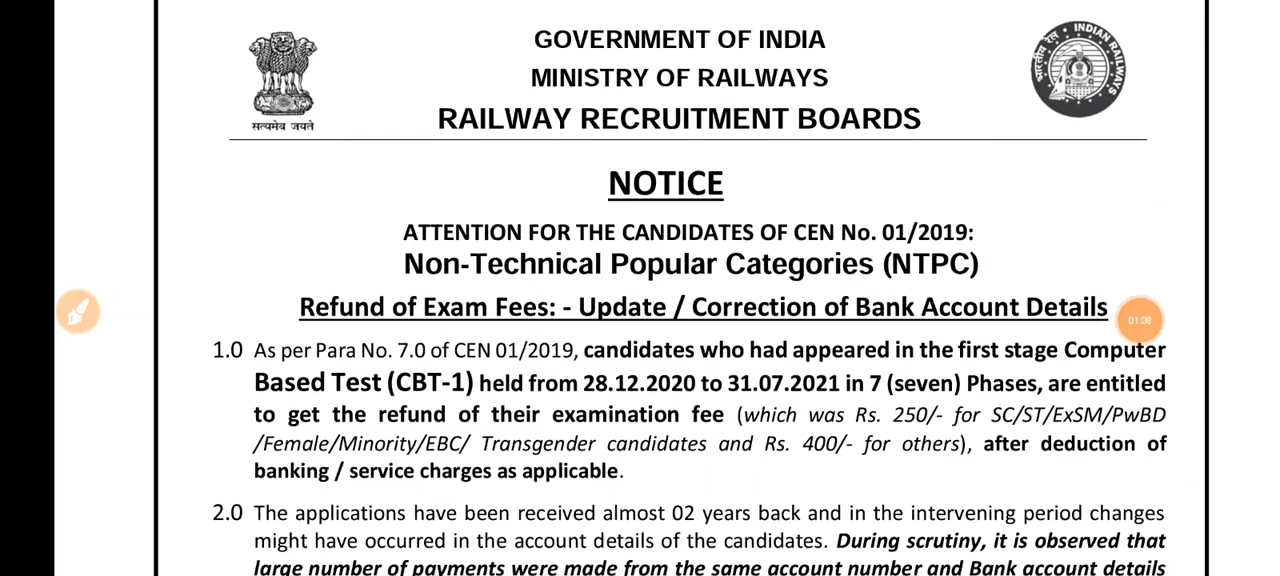 GOVERNMENT OF INDIA
MINISTRY OF RAILWAYS
RAILWAY RECRUITMENT BOARDS
सत्यमेव जयते
भारतीय रेल
INDIAN RAILWAYS
NOTICE
ATTENTION FOR THE CANDIDATES OF CEN No. 01/2019:
Non-Technical Popular Categories (NTPC)
Refund of Exam Fees: - Update / Correction of Bank Account Details
01:08
1.0 As per Para No. 7.0 of CEN 01/2019, candidates who had appeared in the first stage Computer
Based Test (CBT-1) held from 28.12.2020 to 31.07.2021 in 7 (seven) Phases, are entitled
to get the refund of their examination fee (which was Rs. 250/- for SC/ST/ExSM/PwBD
/Female/Minority/EBC/ Transgender candidates and Rs. 400/- for others), after deduction of
banking / service charges as applicable.
2.0 The applications have been received almost 02 years back and in the intervening period changes
might have occurred in the account details of the candidates. During scrutiny, it is observed that
large number of payments were made from the same account number and Bank account details